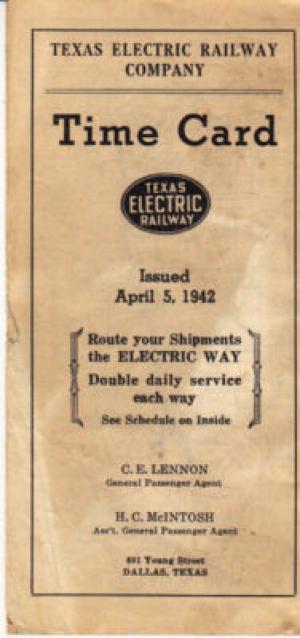 TEXAS ELECTRIC RAILWAY
COMPANY
Time Card
TEXAS
ELECTRIC
RAILWAY
Issued
April 5, 1942
Route your Shipments
the ELECTRIC WAY
Double daily service
each way
See Schedule on Inside
C. E. LENNON
General Passenger Agent
H. C. McINTOSH
Ass't. General Passenger Agent
Young Street
DALLAS, TEXAS